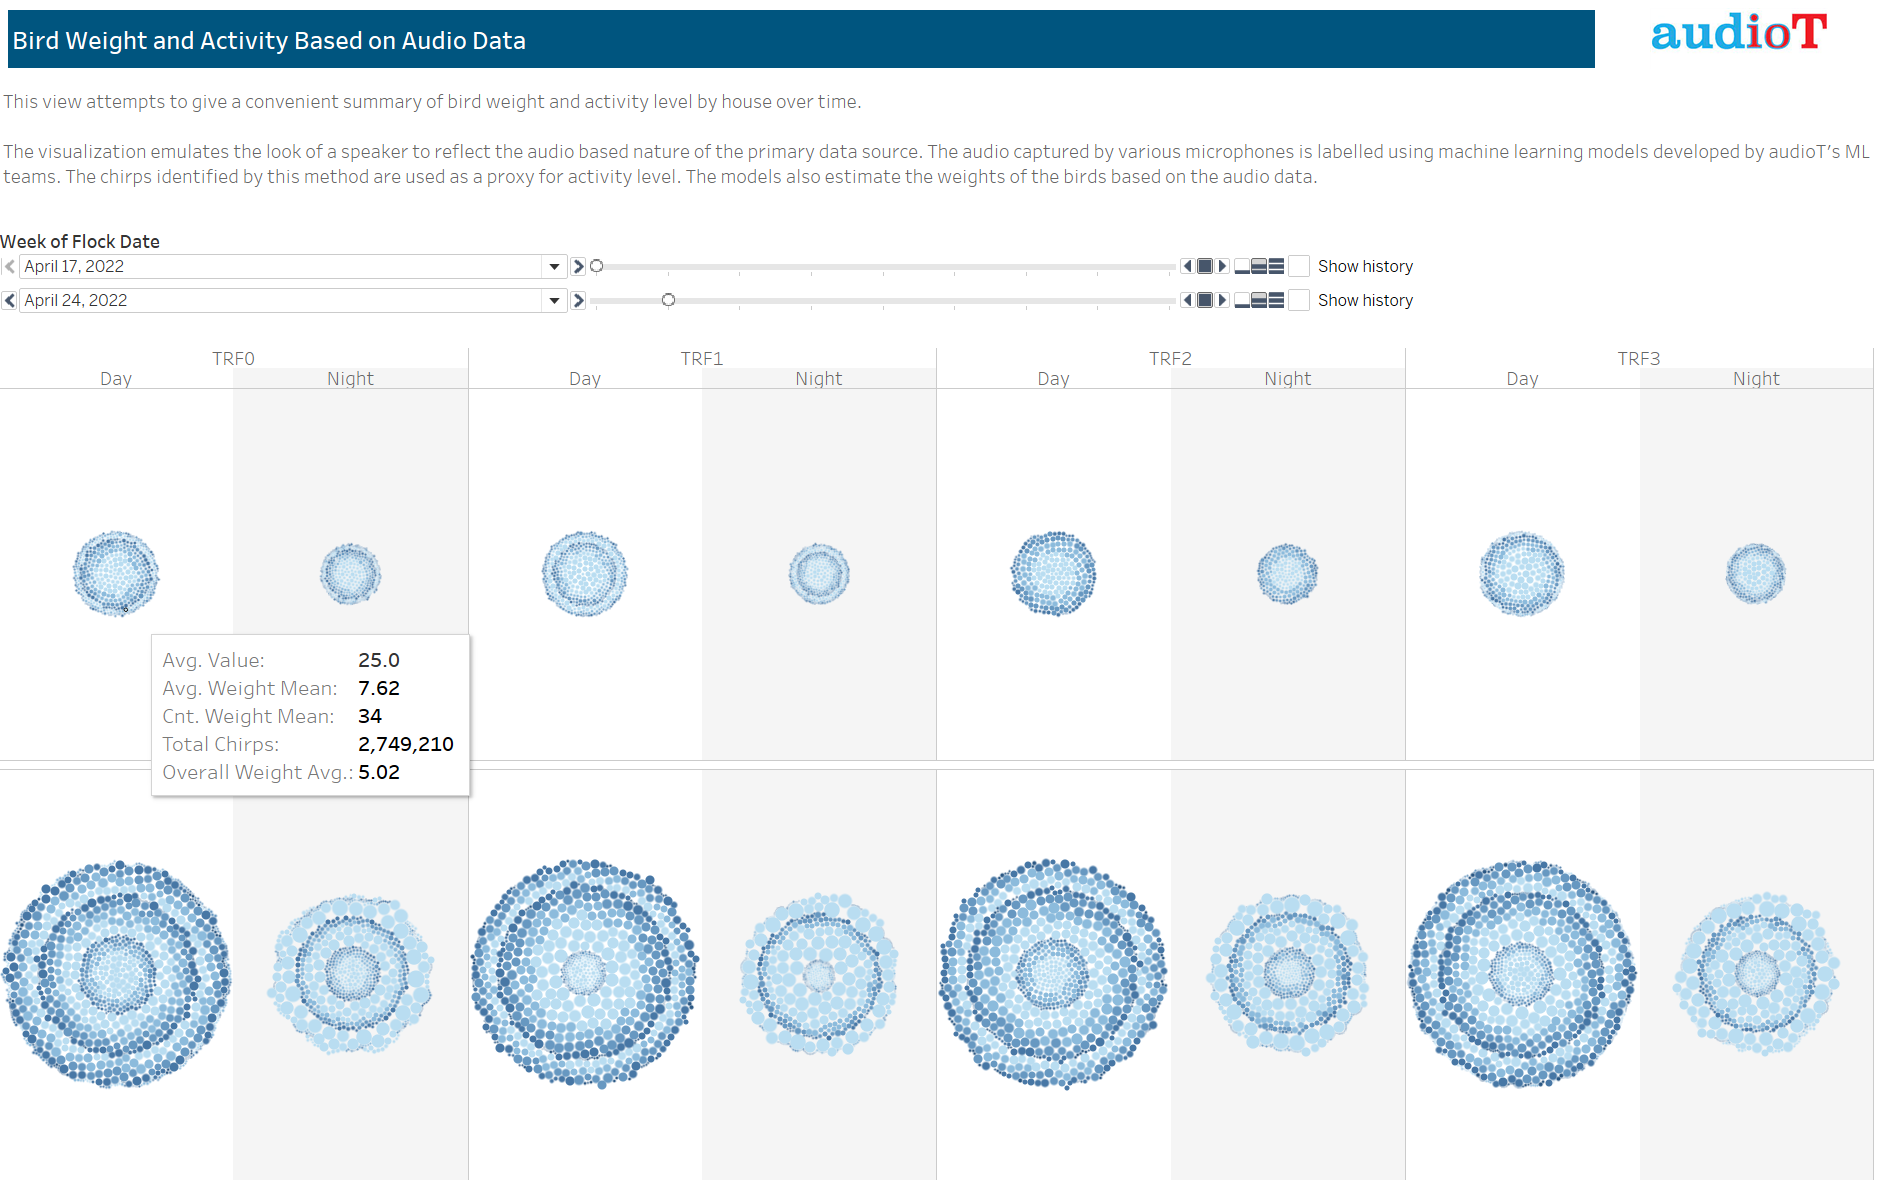 Bird Weight and Activity Based on Audio Data
audioT
This view attempts to give a convenient summary of bird weight and activity level by house over time.
The visualization emulates the look of a speaker to reflect the audio based nature of the primary data source. The audio captured by various microphones is labelled using machine learning models developed by audioT's ML
teams. The chirps identified by this method are used as a proxy for activity level. The models also estimate the weights of the birds based on the audio data.
Week of Flock Date
April 17, 2022
Show history
April 24, 2022
Show history
TRF0 TRF1 TRF2 TRF3
Day Night Day Night Day Night Day Night
Avg. Value: 25.0
Avg. Weight Mean: 7.62
Cnt. Weight Mean: 34
Total Chirps: 2,749,210
Overall Weight Avg.: 5.02